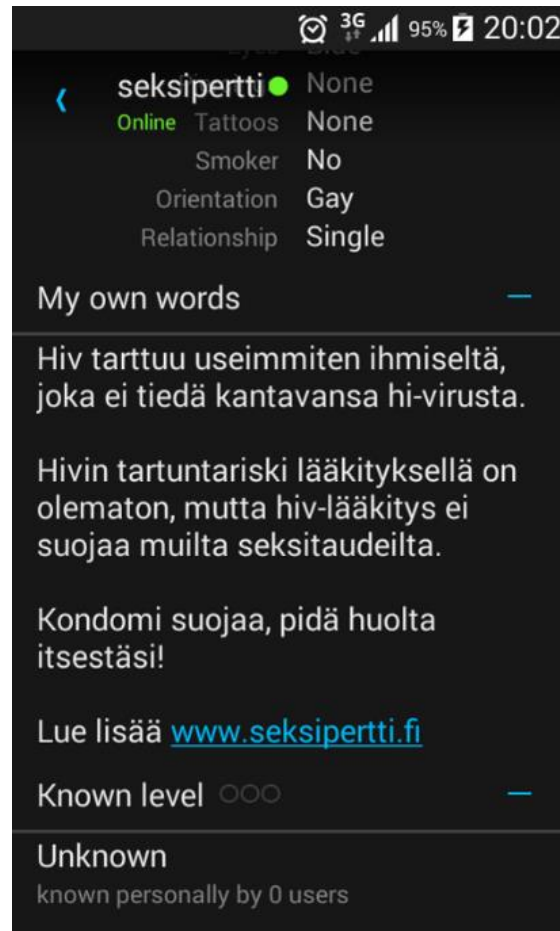 3G 95% 20:02
Eyes Blue
seksipertti None
Online Tattoos None
Smoker No
Orientation Gay
Relationship Single
My own words
Hiv tarttuu useimmiten ihmiseltä,
joka ei tiedä kantavansa hi-virusta.
Hivin tartuntariski lääkityksellä on
olematon, mutta hiv-lääkitys ei
suojaa muilta seksitaudeilta.
Kondomi suojaa, pidä huolta
itsestäsi!
Lue lisää www.seksipertti.fi
Known level
Unknown
known personally by 0 users